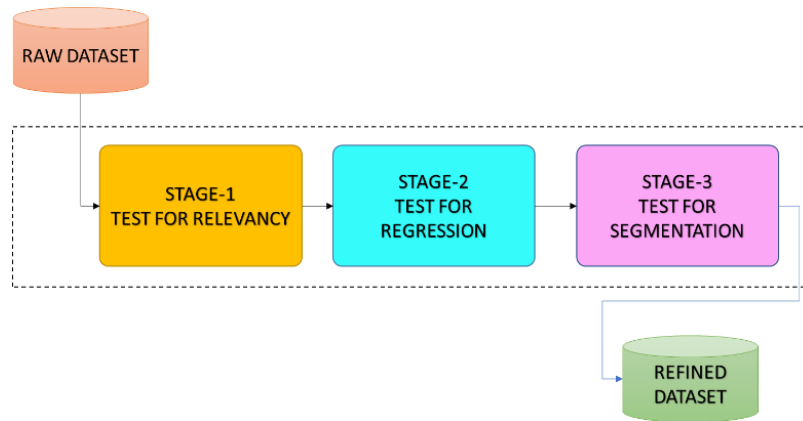 RAW DATASET
STAGE-1
TEST FOR RELEVANCY
STAGE-2
TEST FOR
REGRESSION
STAGE-3
TEST FOR
SEGMENTATION
REFINED
DATASET